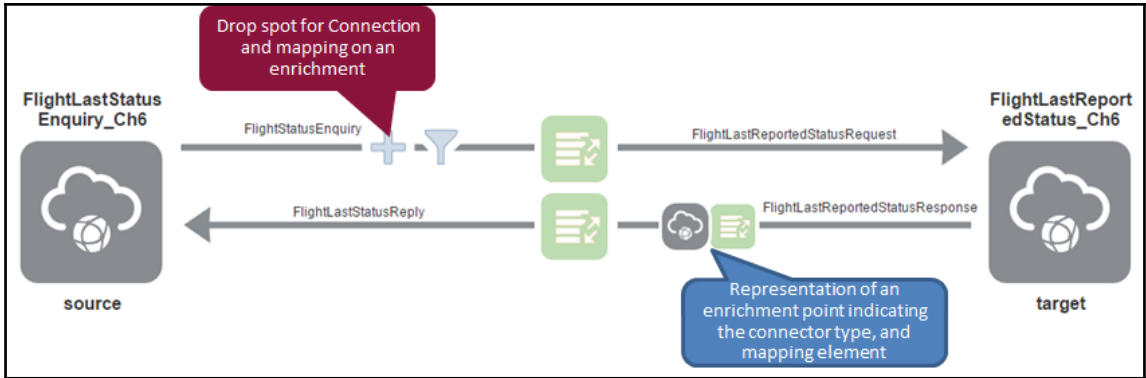 Drop spot for Connection
and mapping on an
enrichment
FlightLastStatus
Enquiry_Ch6
FlightLastReport
edStatus_Ch6
FlightStatusEnquiry
FlightLastReportedStatusRequest
FlightLastStatusReply
FlightLastReportedStatusResponse
source
target
Representation of an
enrichment point indicating
the connector type, and
mapping element